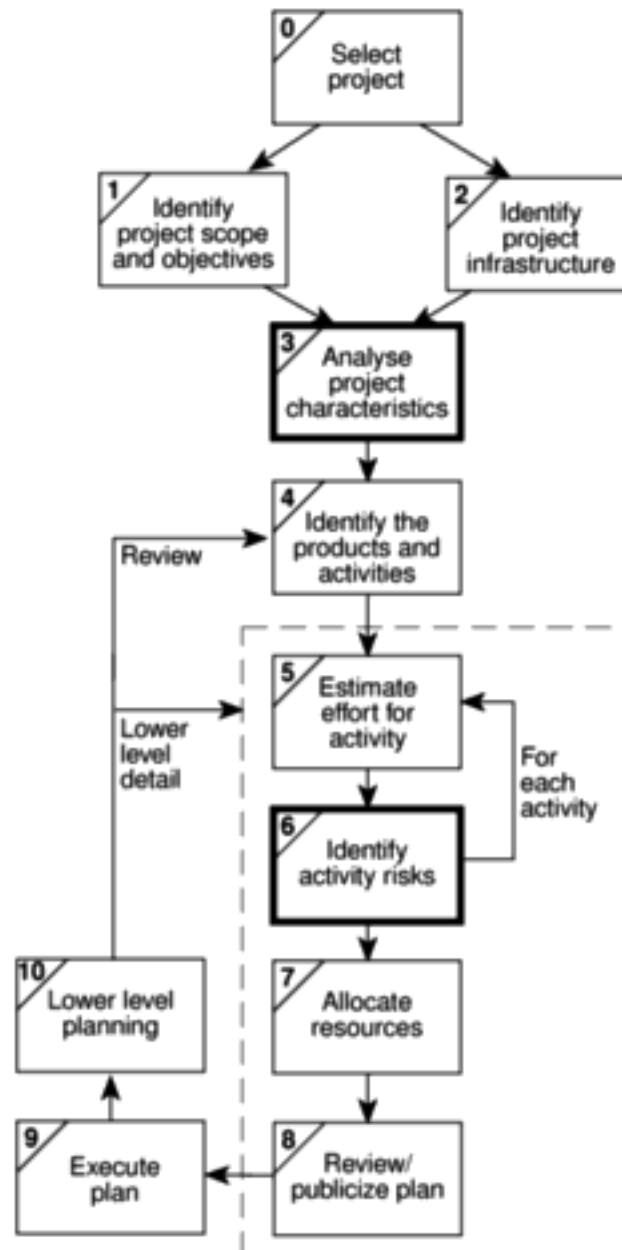 0
Select
project
1
Identify
project scope
and objectives
2
Identify
project
infrastructure
3
Analyse
project
characteristics
4
Identify the
products and
activities
Review
5
Estimate
effort for
activity
Lower
level
detail
For
each
activity
6
Identify
activity risks
7
Allocate
resources
10
Lower level
planning
8
Review/
publicize plan
9
Execute
plan